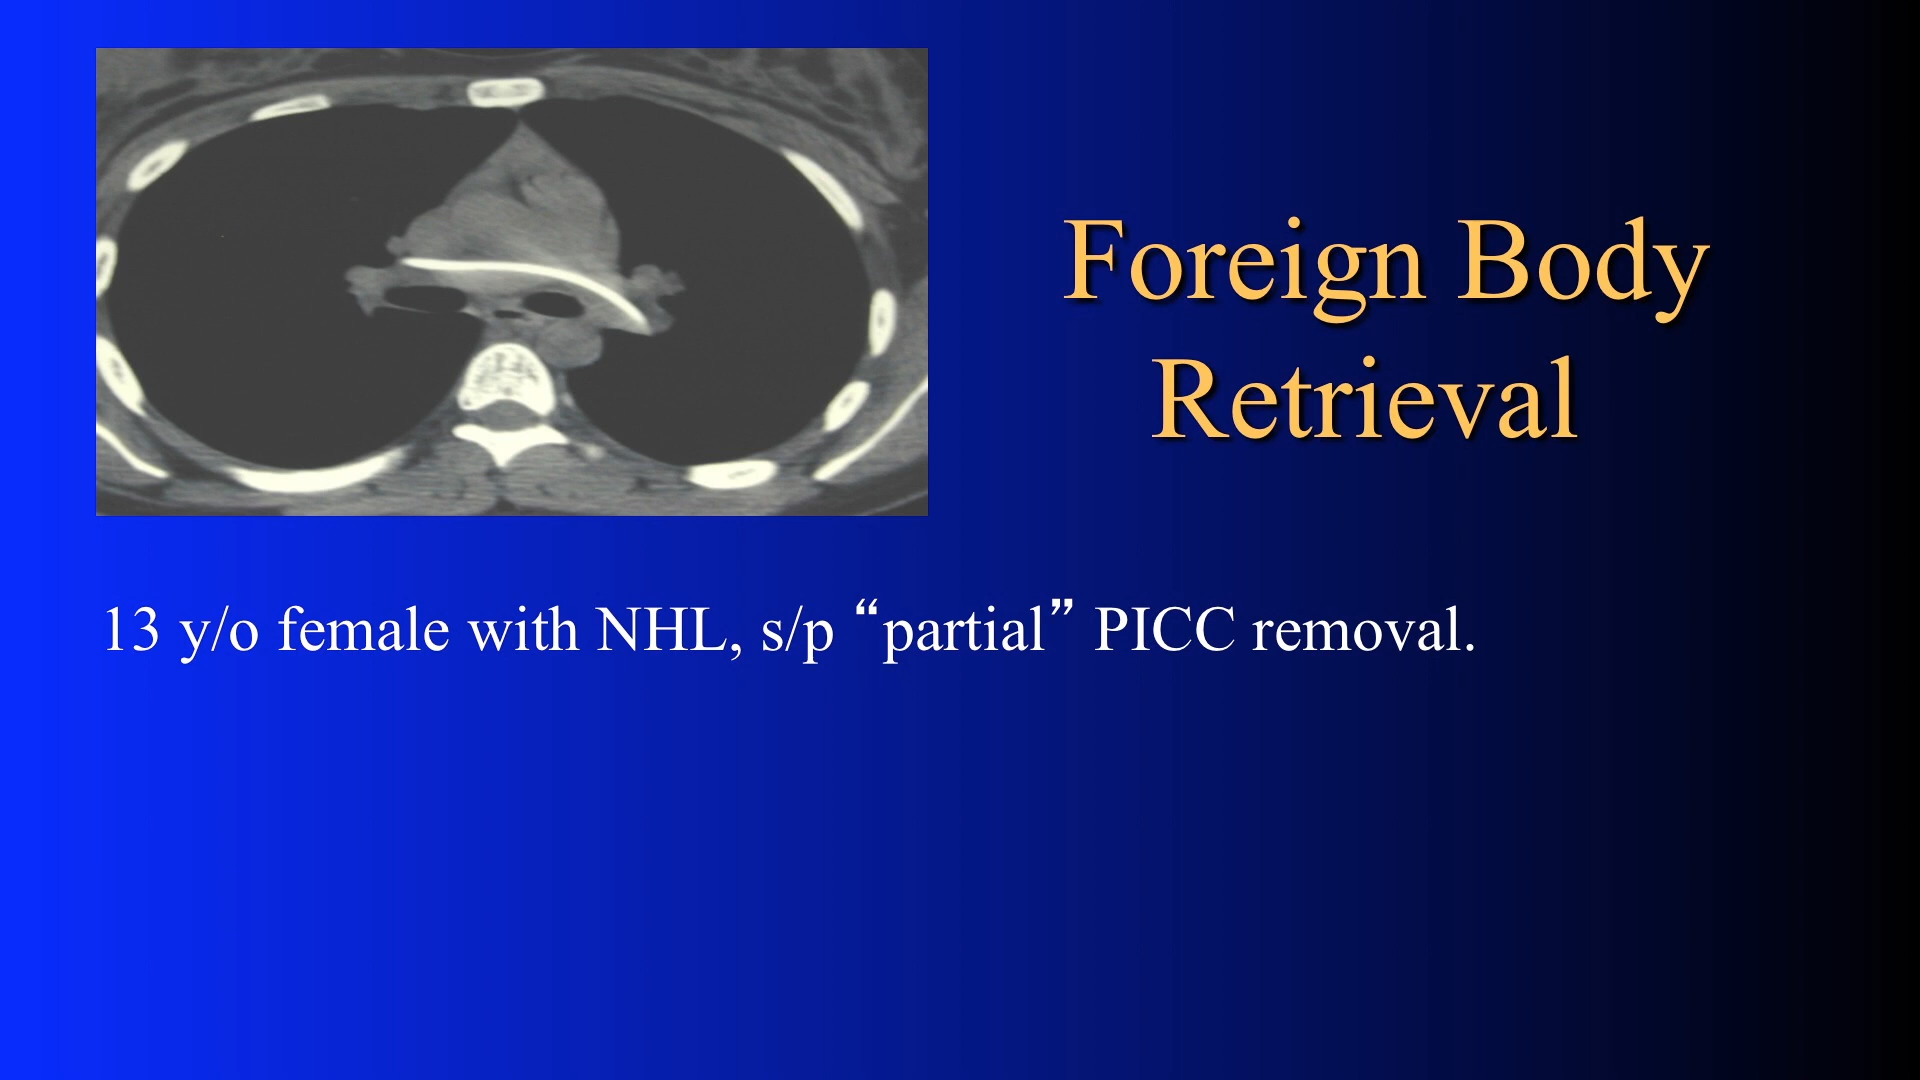 Foreign Body
Retrieval
13 y/o female with NHL, s/p “partial” PICC removal.